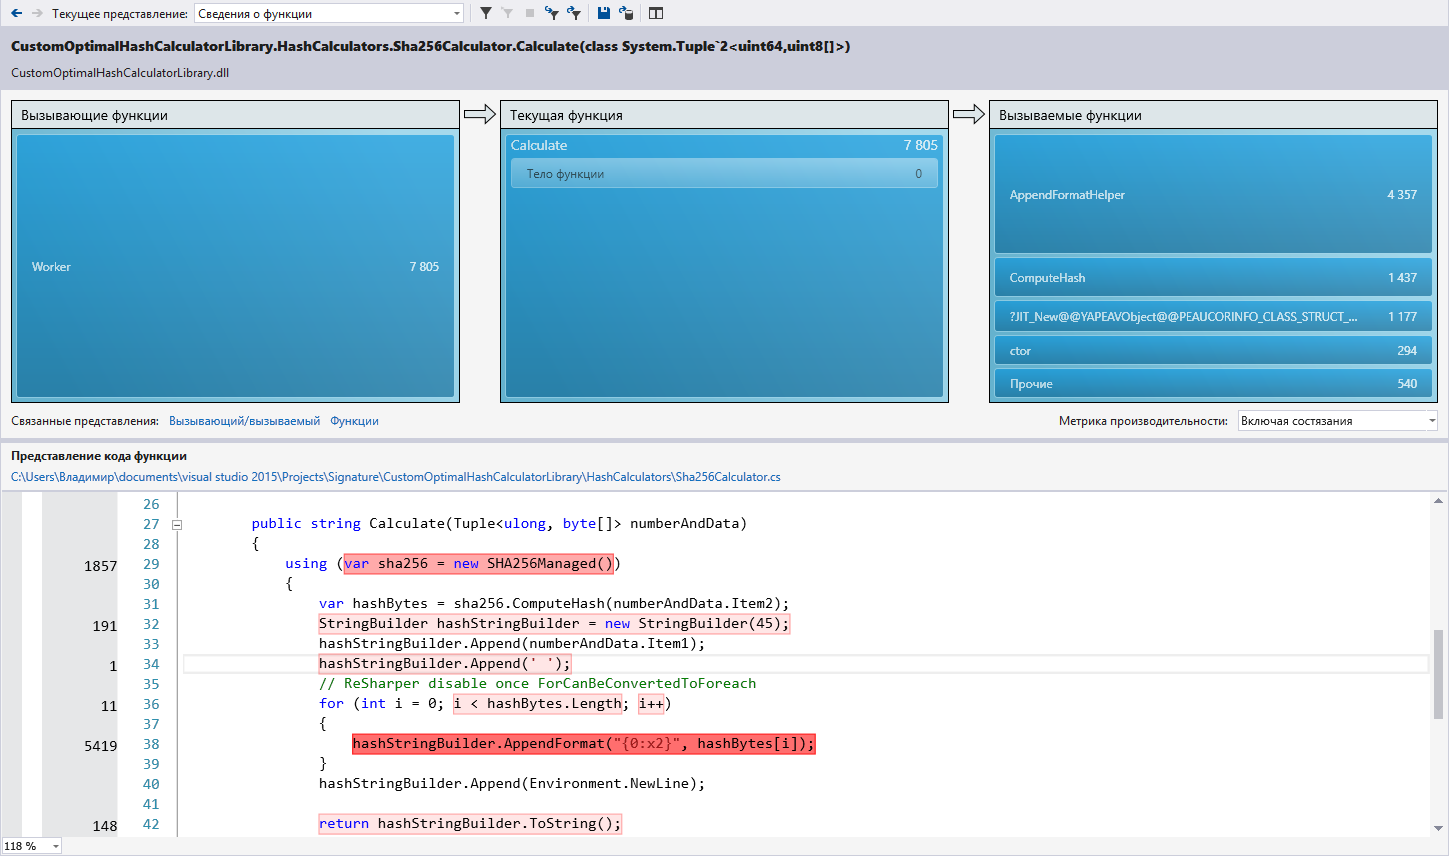 Текущее представление: Сведения о функции
CustomOptimalHashCalculatorLibrary.HashCalculators.Sha256Calculator.Calculate(class System.Tuple`2<uint64,uint8[]>)
CustomOptimalHashCalculatorLibrary.dll
Вызывающие функции
Worker 7 805
Текущая функция
Calculate 7 805
Тело функции 0
Вызываемые функции
AppendFormatHelper 4 357
ComputeHash 1 437
?JIT_New@@YAPEAVObject@@PEAUCORINFO_CLASS_STRUCT_... 1 177
ctor 294
Прочие 540
Связанные представления: Вызывающий/вызываемый Функции
Метрика производительности: Включая состязания
Представление кода функции
C:\Users\Владимир\documents\visual studio 2015\Projects\Signature\CustomOptimalHashCalculatorLibrary\HashCalculators\Sha256Calculator.cs
26
27 public string Calculate(Tuple<ulong, byte[]> numberAndData)
28 {
1857 29 using (var sha256 = new SHA256Managed())
30 {
31 var hashBytes = sha256.ComputeHash(numberAndData.Item2);
191 32 StringBuilder hashStringBuilder = new StringBuilder(45);
33 hashStringBuilder.Append(numberAndData.Item1);
1 34 hashStringBuilder.Append(' ');
35 // ReSharper disable once ForCanBeConvertedToForeach
11 36 for (int i = 0; i < hashBytes.Length; i++)
37 {
5419 38 hashStringBuilder.AppendFormat("{0:x2}", hashBytes[i]);
39 }
40 hashStringBuilder.Append(Environment.NewLine);
41
148 42 return hashStringBuilder.ToString();
118 %